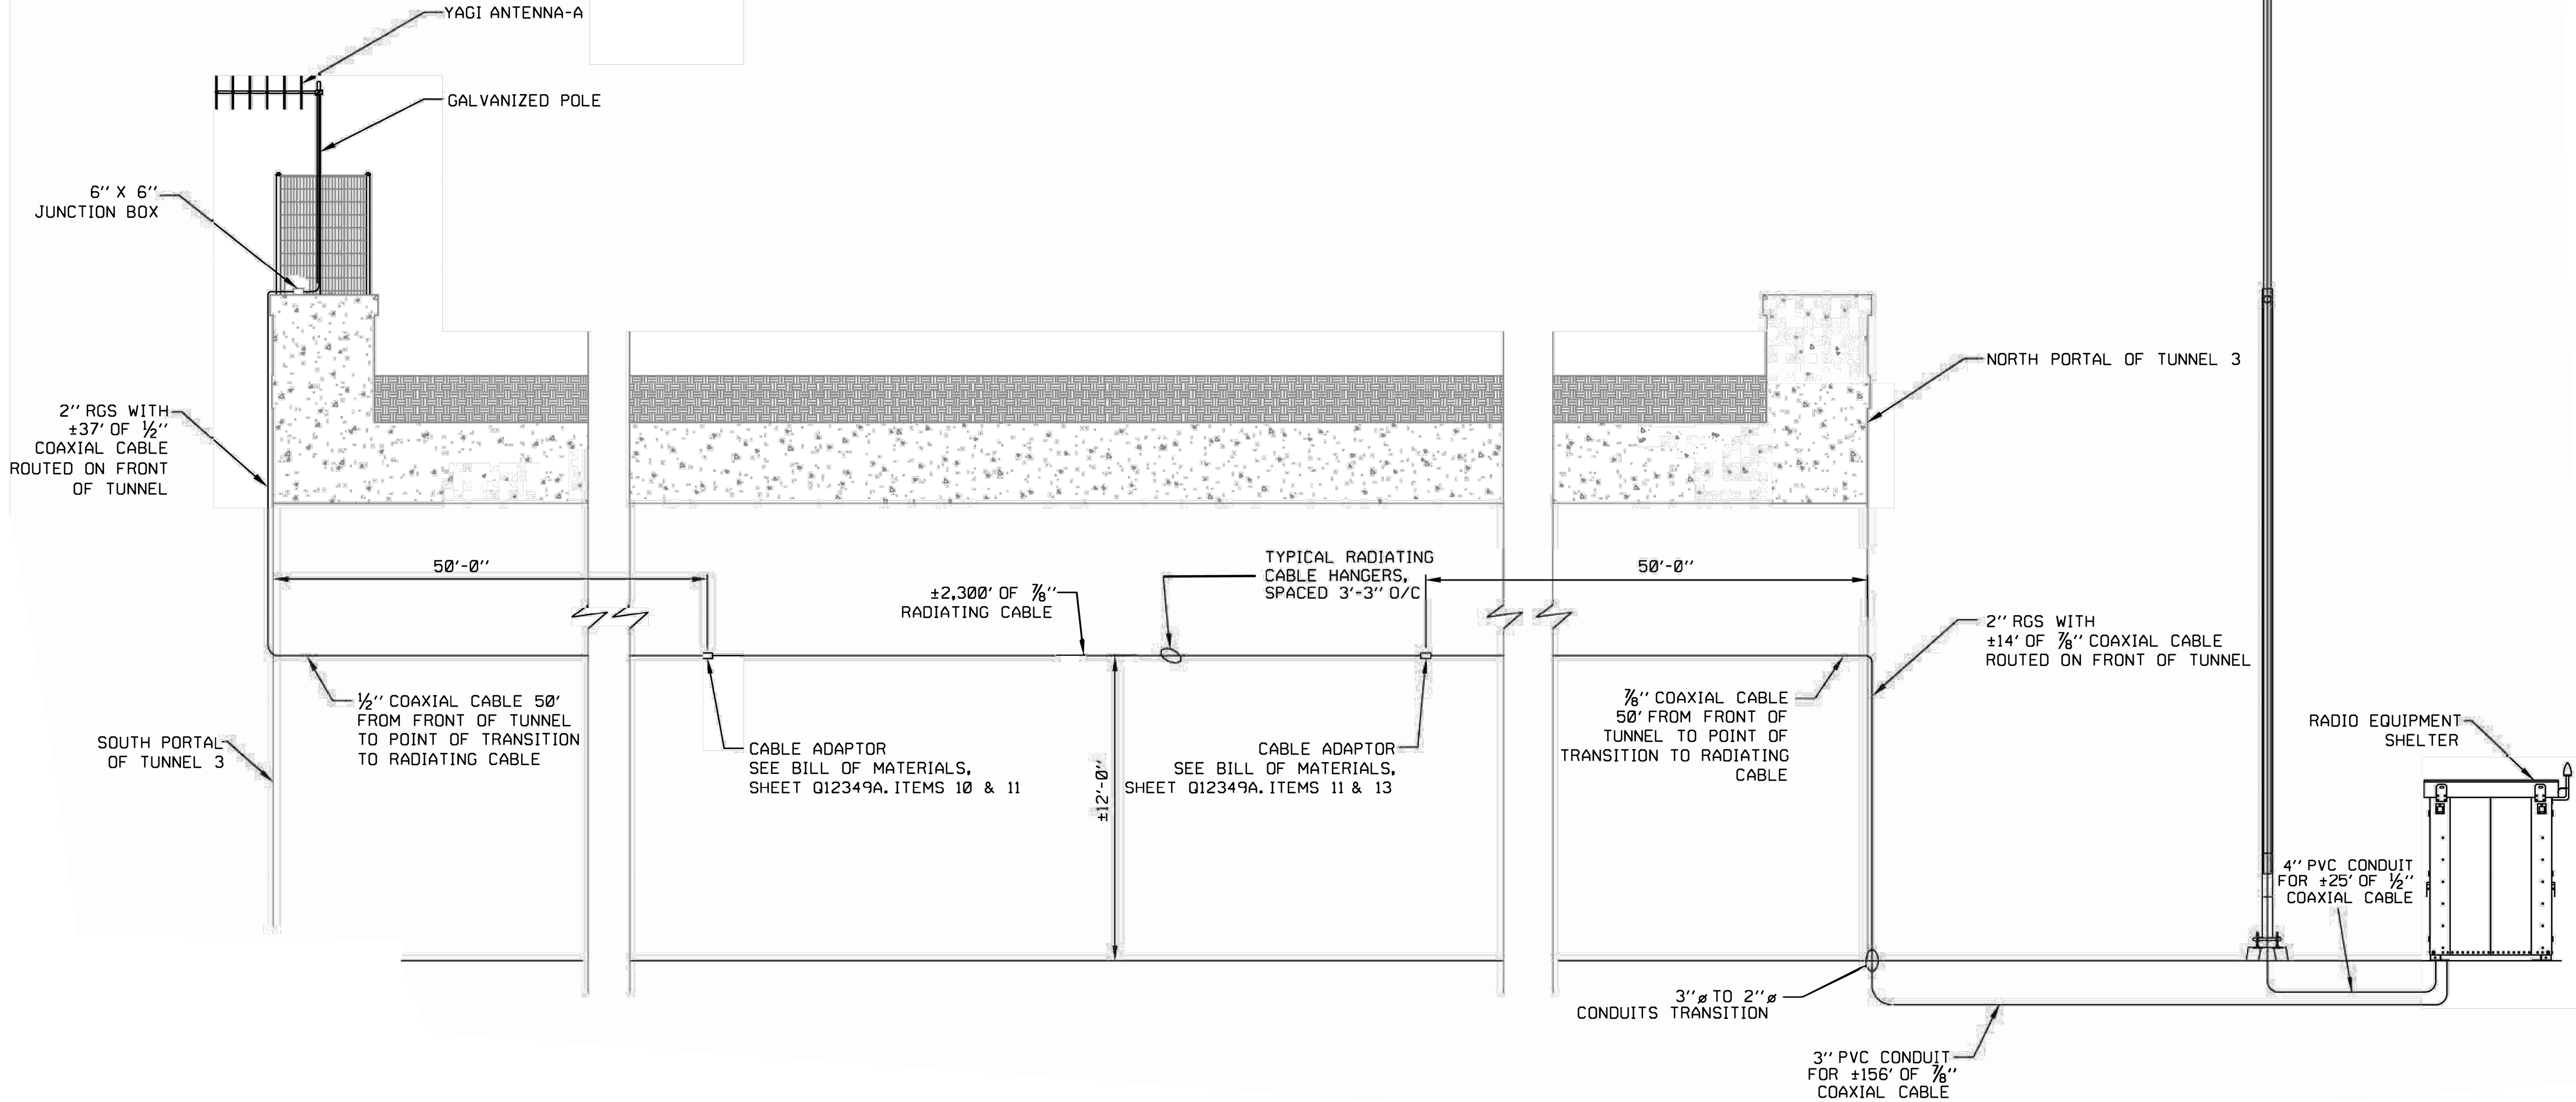 YAGI ANTENNA-A
GALVANIZED POLE
6'' X 6''
JUNCTION BOX
NORTH PORTAL OF TUNNEL 3
2'' RGS WITH
±37' OF ½''
COAXIAL CABLE
ROUTED ON FRONT
OF TUNNEL
50'-0''
±2,300' OF ⅞''
RADIATING CABLE
TYPICAL RADIATING
CABLE HANGERS,
SPACED 3'-3'' O/C
50'-0''
2'' RGS WITH
±14' OF ⅞'' COAXIAL CABLE
ROUTED ON FRONT OF TUNNEL
½'' COAXIAL CABLE 50'
FROM FRONT OF TUNNEL
TO POINT OF TRANSITION
TO RADIATING CABLE
SOUTH PORTAL
OF TUNNEL 3
CABLE ADAPTOR
SEE BILL OF MATERIALS,
SHEET Q12349A. ITEMS 10 & 11
±12'-0''
CABLE ADAPTOR
SEE BILL OF MATERIALS,
SHEET Q12349A. ITEMS 11 & 13
⅞'' COAXIAL CABLE
50' FROM FRONT OF
TUNNEL TO POINT OF
TRANSITION TO RADIATING
CABLE
RADIO EQUIPMENT
SHELTER
4'' PVC CONDUIT
FOR ±25' OF ½''
COAXIAL CABLE
3''ø TO 2''ø
CONDUITS TRANSITION
3'' PVC CONDUIT
FOR ±156' OF ⅞''
COAXIAL CABLE